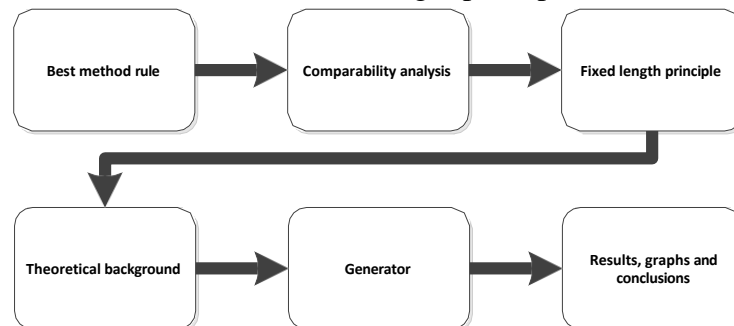 Best method rule
Comparability analysis
Fixed length principle
Theoretical background
Generator
Results, graphs and
conclusions